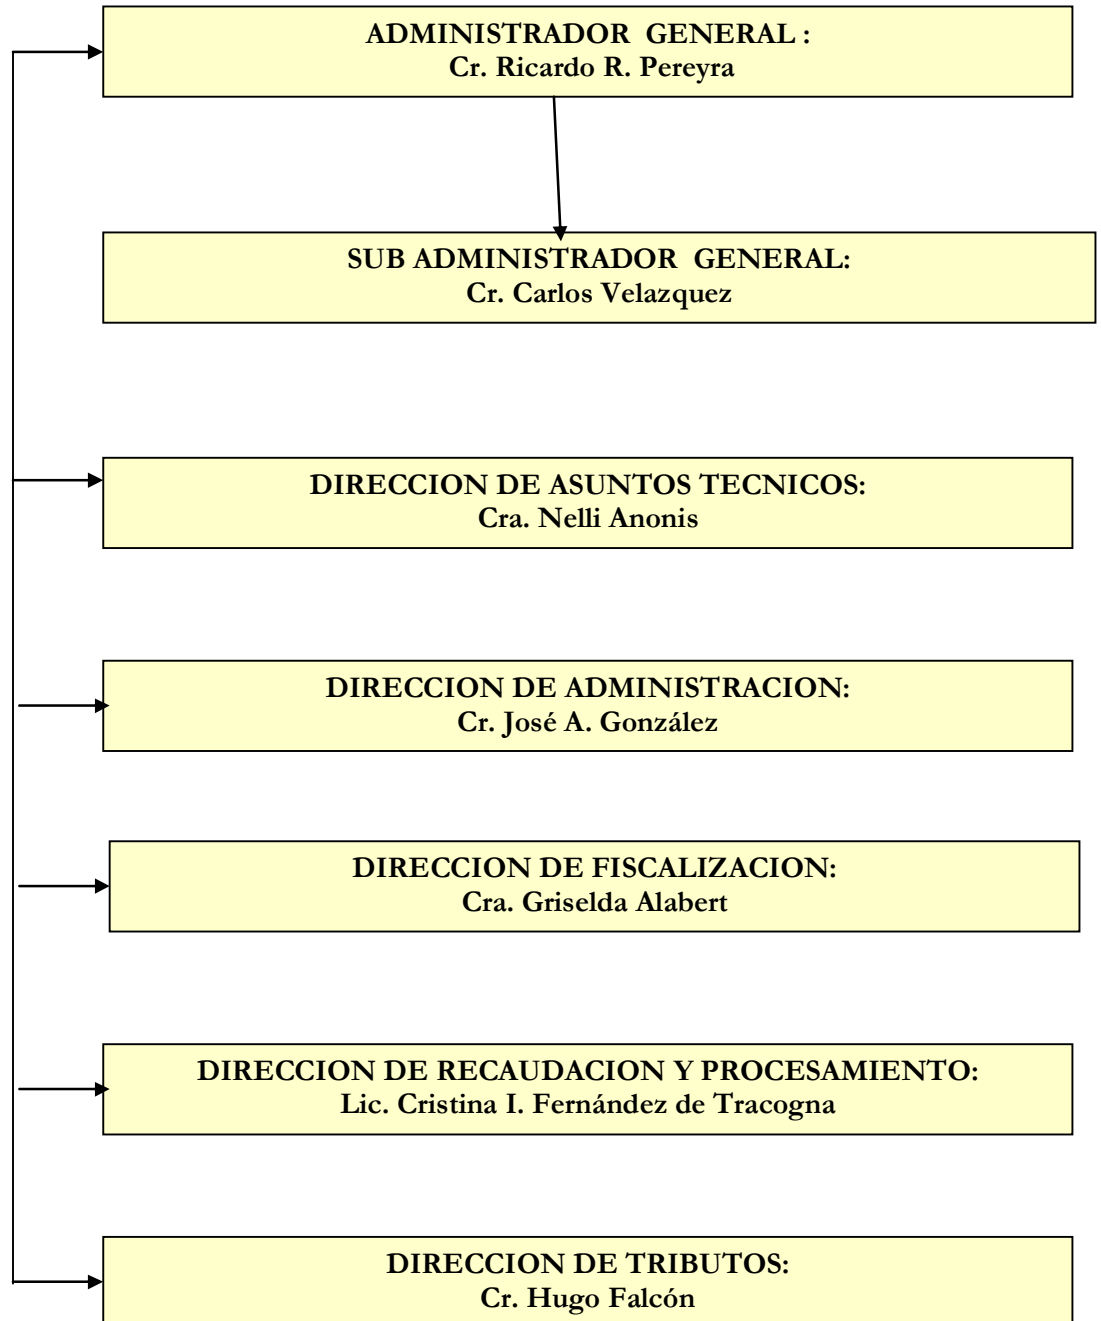 ADMINISTRADOR GENERAL :
Cr. Ricardo R. Pereyra
SUB ADMINISTRADOR GENERAL:
Cr. Carlos Velazquez
DIRECCION DE ASUNTOS TECNICOS:
Cra. Nelli Anonis
DIRECCION DE ADMINISTRACION:
Cr. José A. González
DIRECCION DE FISCALIZACION:
Cra. Griselda Alabert
DIRECCION DE RECAUDACION Y PROCESAMIENTO:
Lic. Cristina I. Fernández de Tracogna
DIRECCION DE TRIBUTOS:
Cr. Hugo Falcón